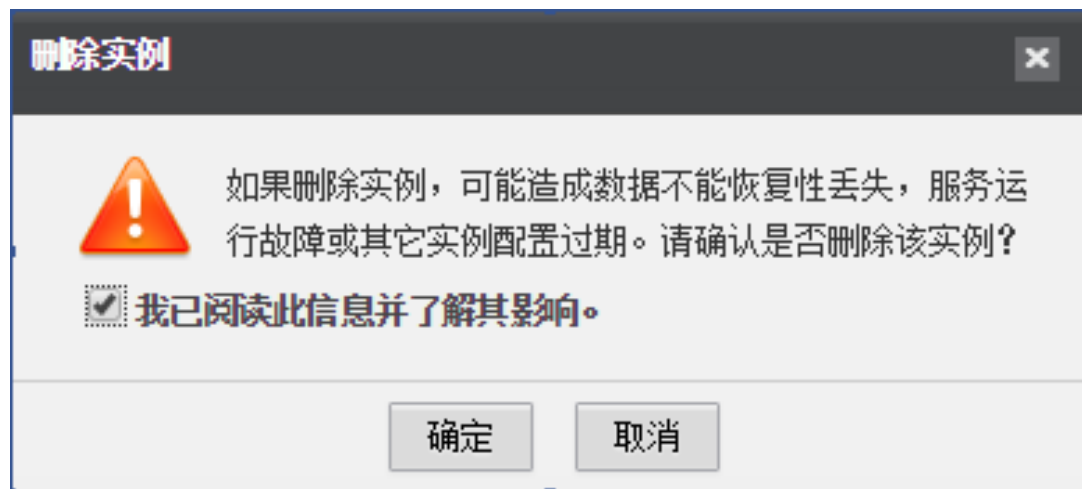 删除实例
如果删除实例，可能造成数据不能恢复性丢失，服务运
行故障或其它实例配置过期。请确认是否删除该实例?
我已阅读此信息并了解其影响。
确定
取消